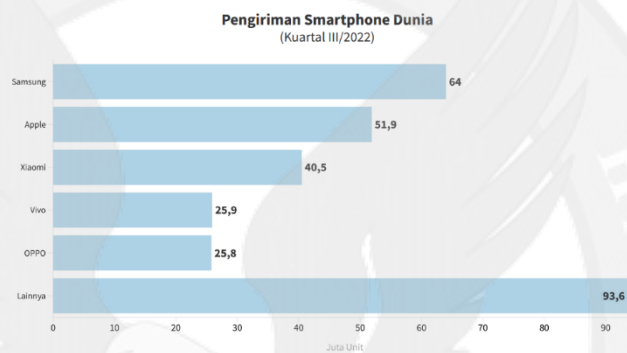 Pengiriman Smartphone Dunia
(Kuartal III/2022)
Samsung 64
Apple 51,9
Xiaomi 40,5
Vivo 25,9
OPPO 25,8
Lainnya 93,6
0 10 20 30 40 50 60 70 80 90
Juta Unit